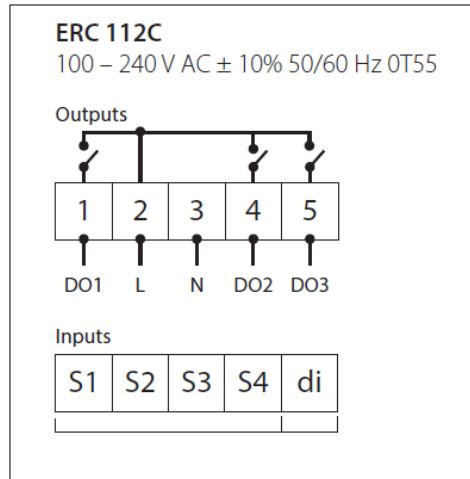 ERC 112C
100 – 240 V AC ± 10% 50/60 Hz 0T55
Outputs
1 2 3 4 5
DO1 L N DO2 DO3
Inputs
S1 S2 S3 S4 di